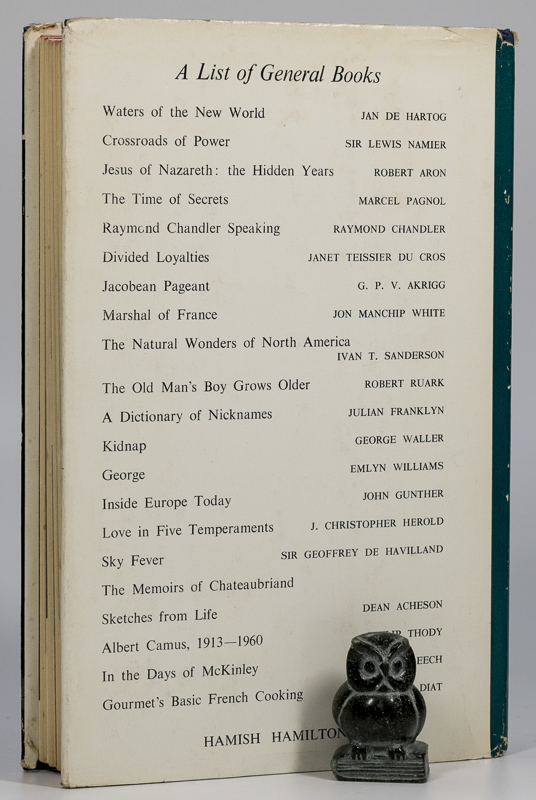 A List of General Books
Waters of the New World JAN DE HARTOG
Crossroads of Power SIR LEWIS NAMIER
Jesus of Nazareth: the Hidden Years ROBERT ARON
The Time of Secrets MARCEL PAGNOL
Raymond Chandler Speaking RAYMOND CHANDLER
Divided Loyalties JANET TEISSIER DU CROS
Jacobean Pageant G. P. V. AKRIGG
Marshal of France JON MANCHIP WHITE
The Natural Wonders of North America
IVAN T. SANDERSON
The Old Man's Boy Grows Older ROBERT RUARK
A Dictionary of Nicknames JULIAN FRANKLYN
Kidnap GEORGE WALLER
George EMLYN WILLIAMS
Inside Europe Today JOHN GUNTHER
Love in Five Temperaments J. CHRISTOPHER HEROLD
Sky Fever SIR GEOFFREY DE HAVILLAND
The Memoirs of Chateaubriand
Sketches from Life DEAN ACHESON
Albert Camus, 1913—1960 THODY
In the Days of McKinley
Gourmet's Basic French Cooking
HAMISH HAMILTON